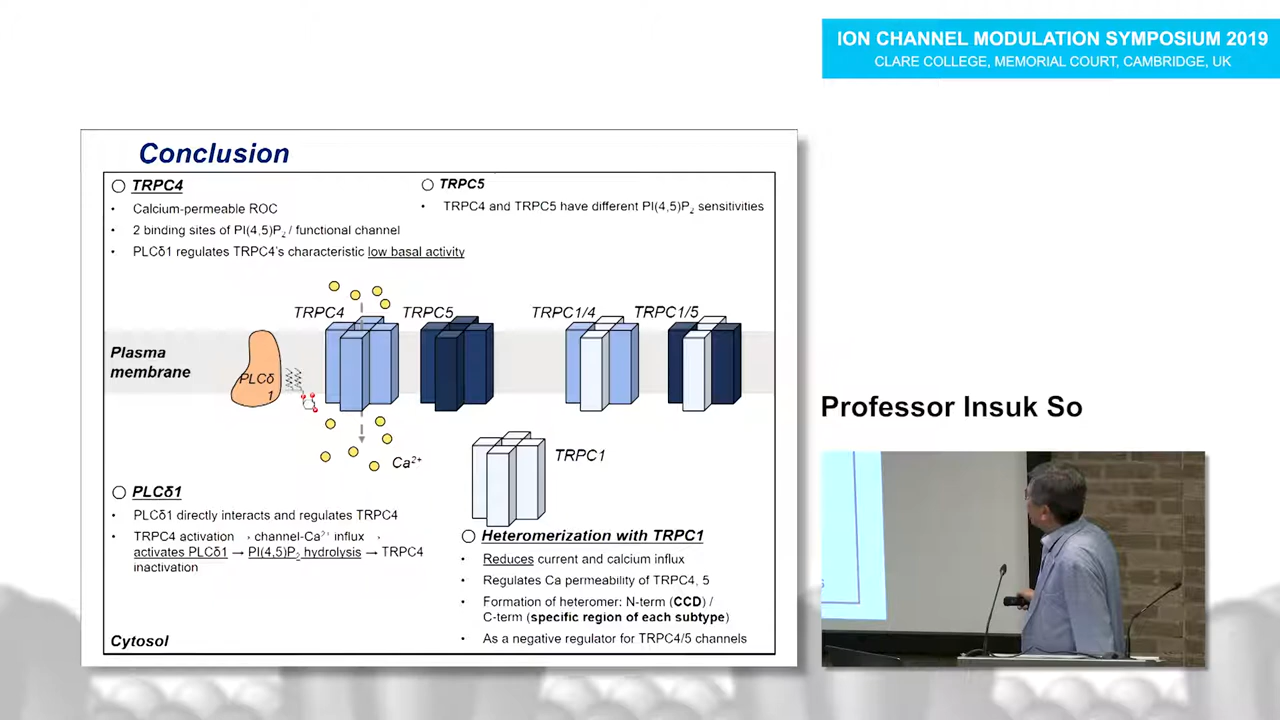 ION CHANNEL MODULATION SYMPOSIUM 2019
CLARE COLLEGE, MEMORIAL COURT, CAMBRIDGE, UK
Conclusion
TRPC4
• Calcium-permeable ROC
• 2 binding sites of PI(4,5)P₂ / functional channel
• PLCδ1 regulates TRPC4's characteristic low basal activity
TRPC5
• TRPC4 and TRPC5 have different PI(4,5)P₂ sensitivities
TRPC4
TRPC5
TRPC1/4
TRPC1/5
Plasma
membrane
PLCδ
1
Ca²⁺
TRPC1
PLCδ1
• PLCδ1 directly interacts and regulates TRPC4
• TRPC4 activation → channel-Ca²⁺ influx →
activates PLCδ1 → PI(4,5)P₂ hydrolysis → TRPC4
inactivation
Heteromerization with TRPC1
• Reduces current and calcium influx
• Regulates Ca permeability of TRPC4, 5
• Formation of heteromer: N-term (CCD) /
C-term (specific region of each subtype)
• As a negative regulator for TRPC4/5 channels
Cytosol
Professor Insuk So